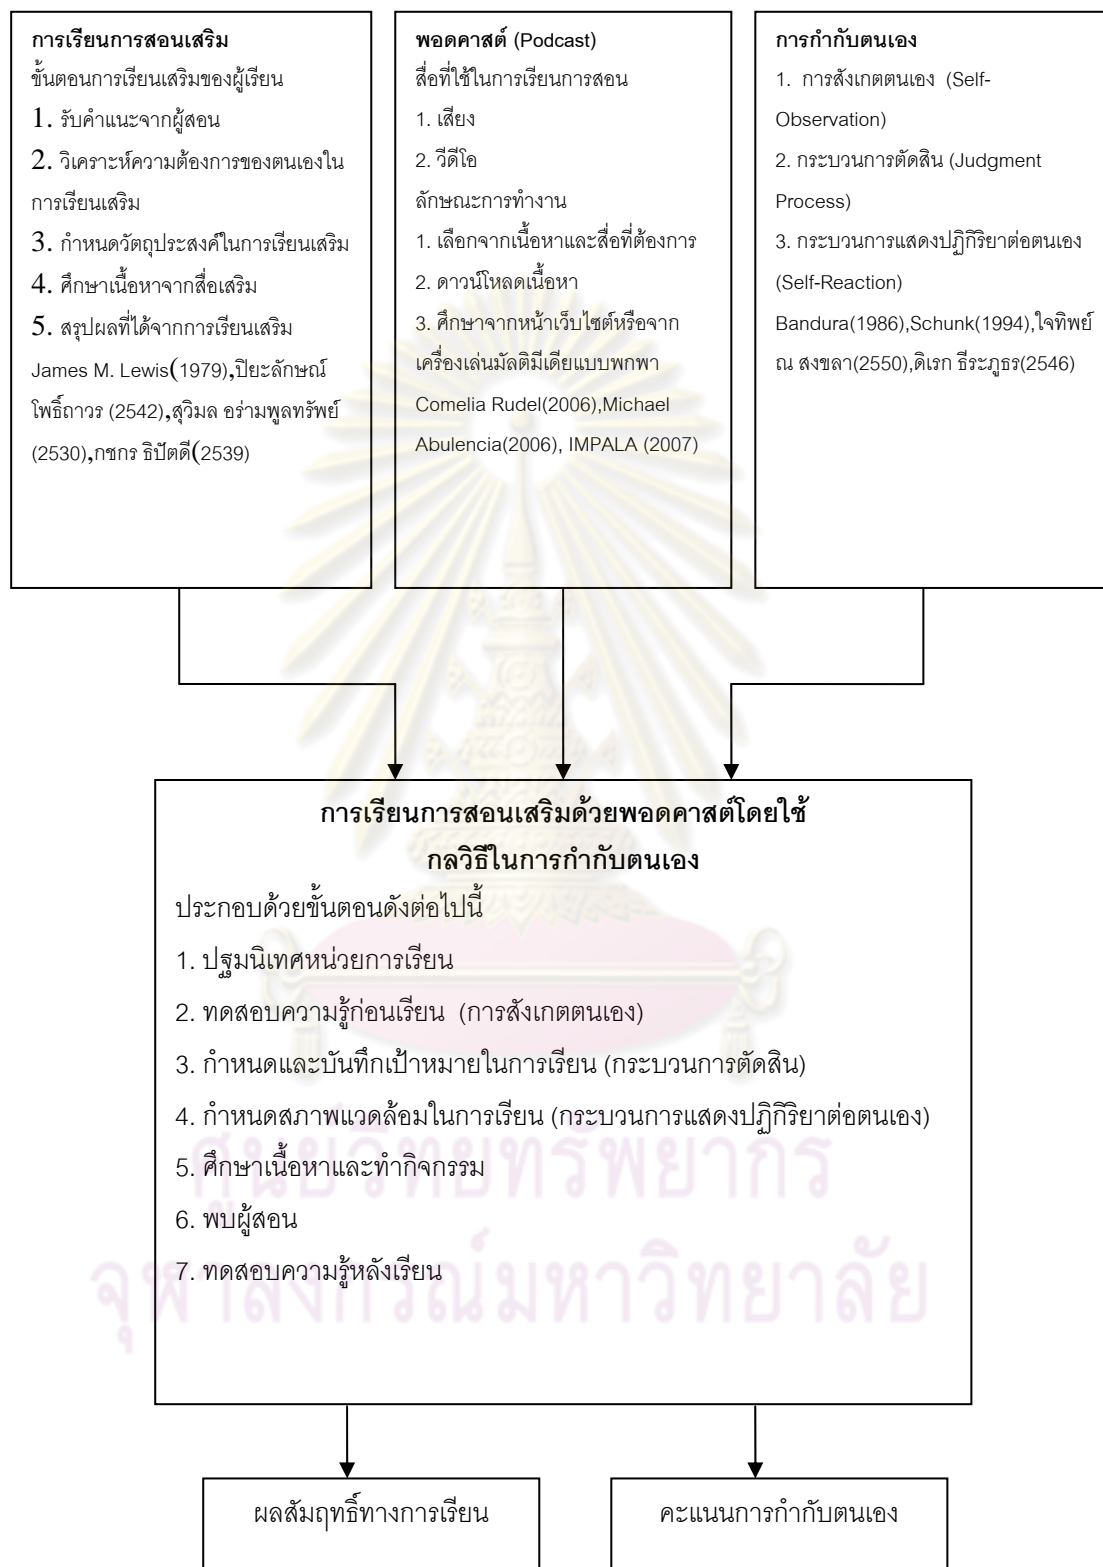 การเรียนการสอนเสริม
ขั้นตอนการเรียนเสริมของผู้เรียน
1. รับคำแนะจากผู้สอน
2. วิเคราะห์ความต้องการของตนเองใน
การเรียนเสริม
3. กำหนดวัตถุประสงค์ในการเรียนเสริม
4. ศึกษาเนื้อหาจากสื่อเสริม
5. สรุปผลที่ได้จากการเรียนเสริม
James M. Lewis(1979),ปิยะลักษณ์
โพธิ์ถาวร (2542),สุวิมล อร่ามพูลทรัพย์
(2530),กชกร ธิปัตดี(2539)
พอดคาสต์ (Podcast)
สื่อที่ใช้ในการเรียนการสอน
1. เสียง
2. วีดีโอ
ลักษณะการทำงาน
1. เลือกจากเนื้อหาและสื่อที่ต้องการ
2. ดาวน์โหลดเนื้อหา
3. ศึกษาจากหน้าเว็บไซต์หรือจาก
เครื่องเล่นมัลติมีเดียแบบพกพา
Comelia Rudel(2006),Michael
Abulencia(2006), IMPALA (2007)
การกำกับตนเอง
1. การสังเกตตนเอง (Self-
Observation)
2. กระบวนการตัดสิน (Judgment
Process)
3. กระบวนการแสดงปฏิกิริยาต่อตนเอง
(Self-Reaction)
Bandura(1986),Schunk(1994),ใจทิพย์
ณ สงขลา(2550),ดิเรก ธีระภูธร(2546)
การเรียนการสอนเสริมด้วยพอดคาสต์โดยใช้
กลวิธีในการกำกับตนเอง
ประกอบด้วยขั้นตอนดังต่อไปนี้
1. ปฐมนิเทศหน่วยการเรียน
2. ทดสอบความรู้ก่อนเรียน (การสังเกตตนเอง)
3. กำหนดและบันทึกเป้าหมายในการเรียน (กระบวนการตัดสิน)
4. กำหนดสภาพแวดล้อมในการเรียน (กระบวนการแสดงปฏิกิริยาต่อตนเอง)
5. ศึกษาเนื้อหาและทำกิจกรรม
6. พบผู้สอน
7. ทดสอบความรู้หลังเรียน
ศูนย์วิทยทรัพยากร
จุฬาลงกรณ์มหาวิทยาลัย
ผลสัมฤทธิ์ทางการเรียน
คะแนนการกำกับตนเอง